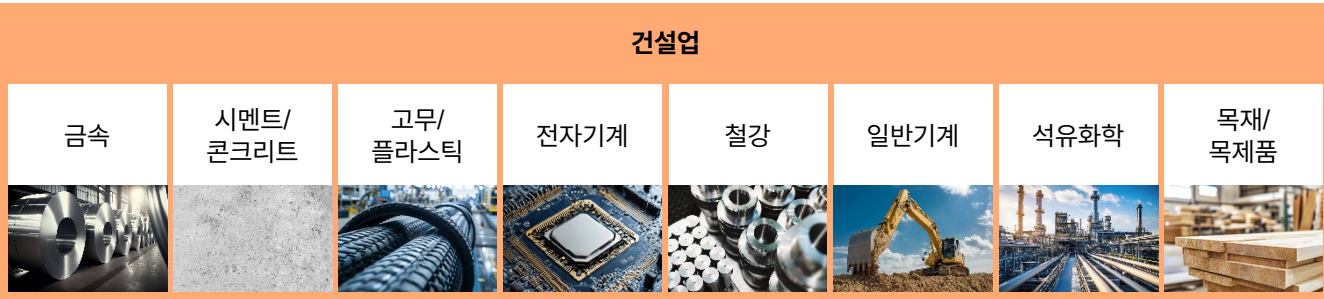 건설업
금속
시멘트/
콘크리트
고무/
플라스틱
전자기계
철강
일반기계
석유화학
목재/
목제품